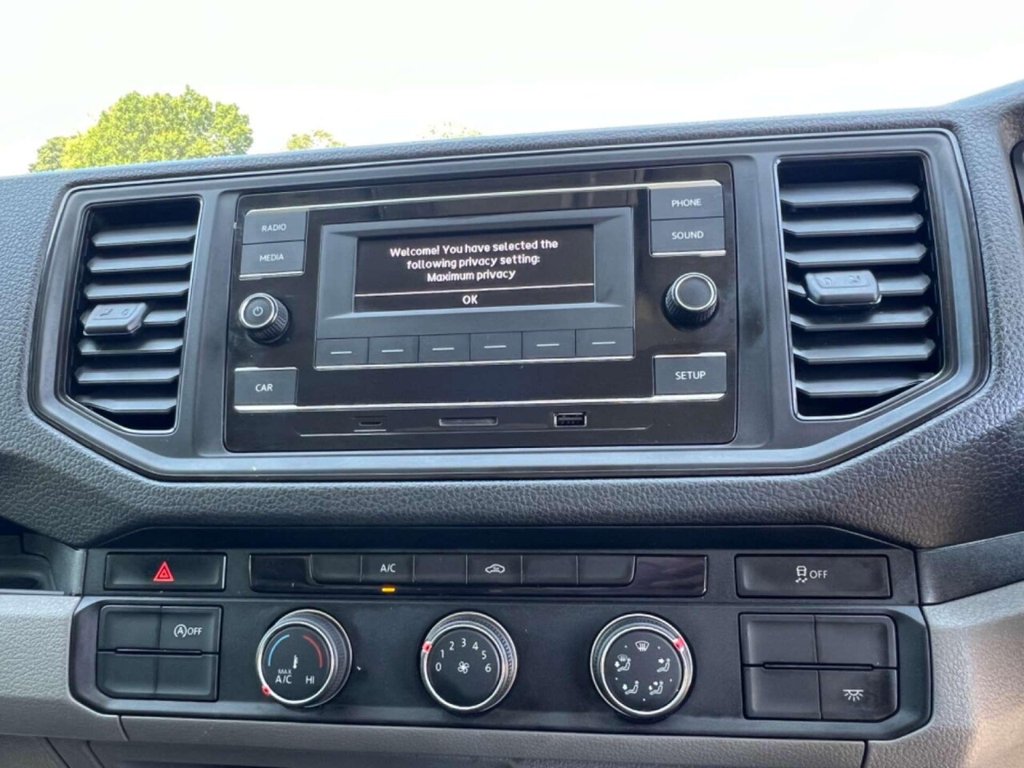 RADIO
MEDIA
PHONE
SOUND
Welcome! You have selected the
following privacy setting:
Maximum privacy
OK
CAR
SETUP
A/C
OFF
A OFF
MAX
A/C
HI
0 1 2 3 4 5 6